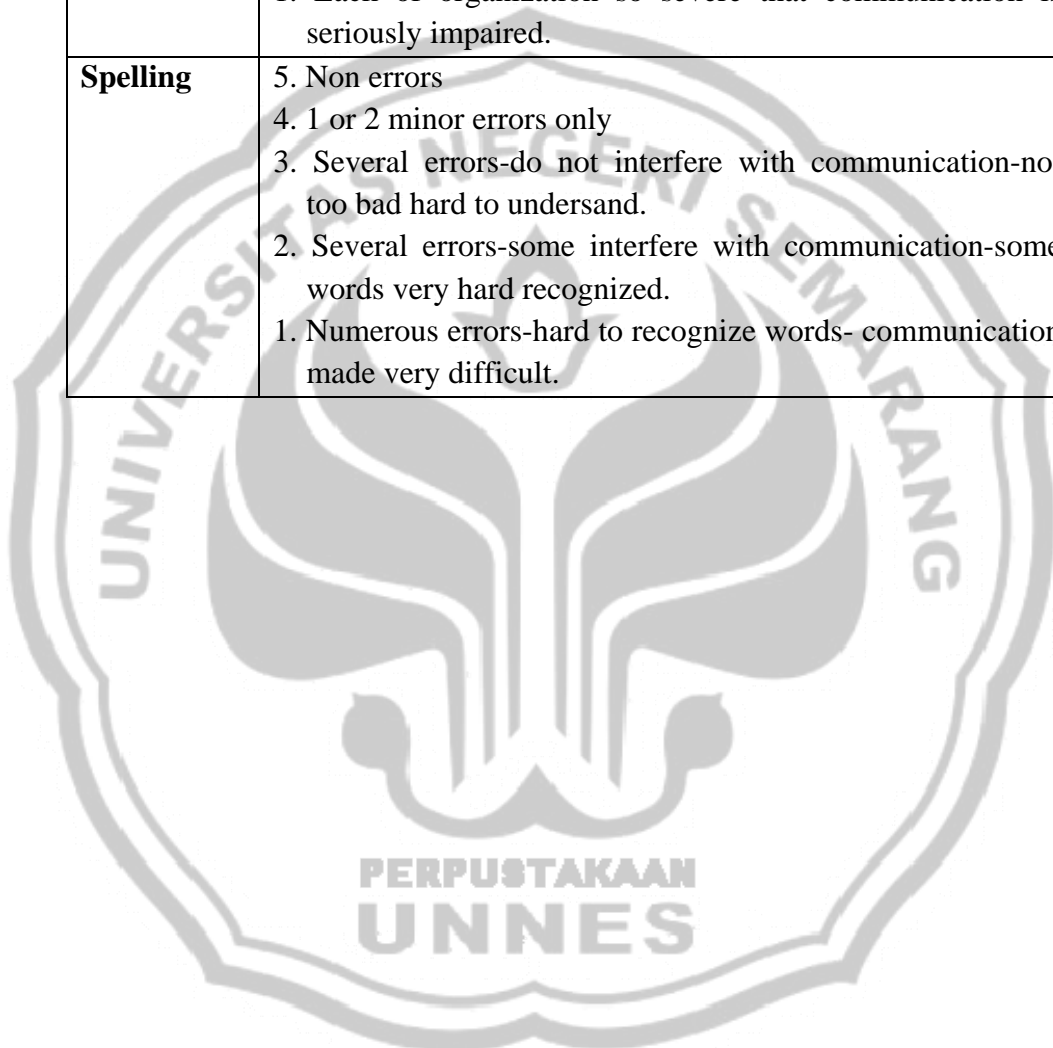 1. Each of organization so severe that communication is
seriously impaired.
Spelling 5. Non errors
4. 1 or 2 minor errors only
3. Several errors-do not interfere with communication-no
too bad hard to undersand.
2. Several errors-some interfere with communication-some
words very hard recognized.
1. Numerous errors-hard to recognize words- communication
made very difficult.
UNIVERSITAS NEGERI SEMARANG
PERPUSTAKAAN
UNNES